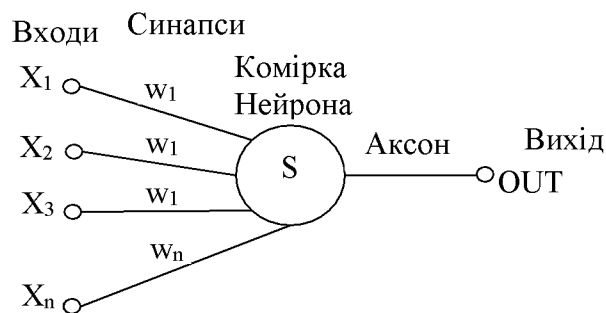 Входи
Синапси
X1
w1
Комірка
Нейрона
X2
w1
S
Аксон
Вихід
OUT
X3
w1
wn
Xn